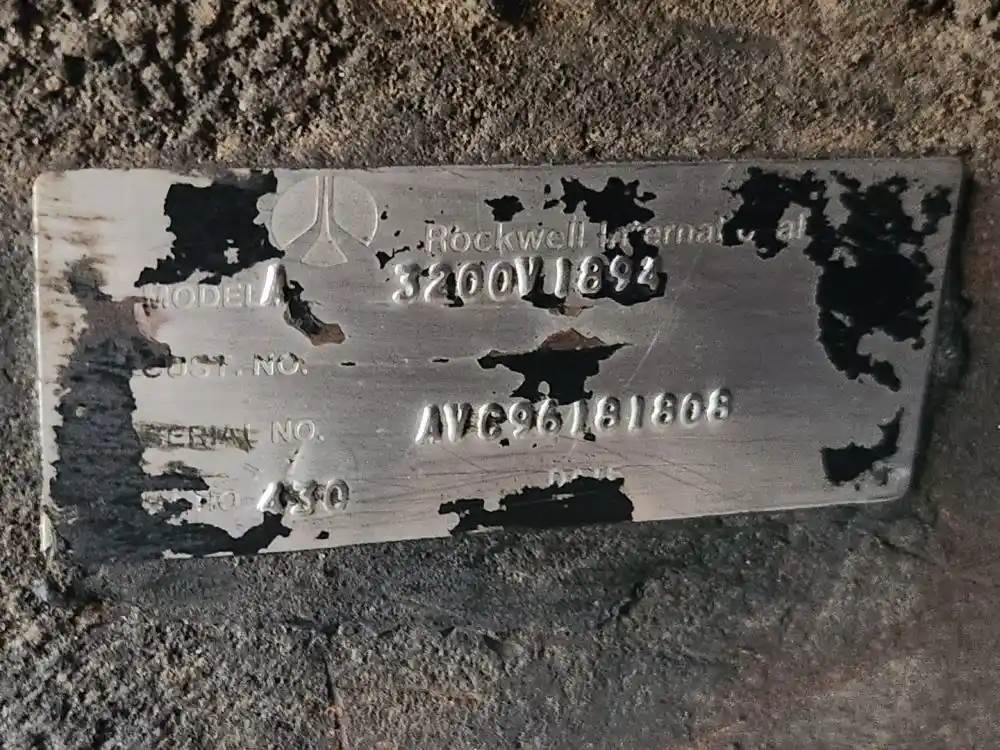 Rockwell International
MODEL A 3200V1894
CUST. NO.
SERIAL NO. AVC96181808
430